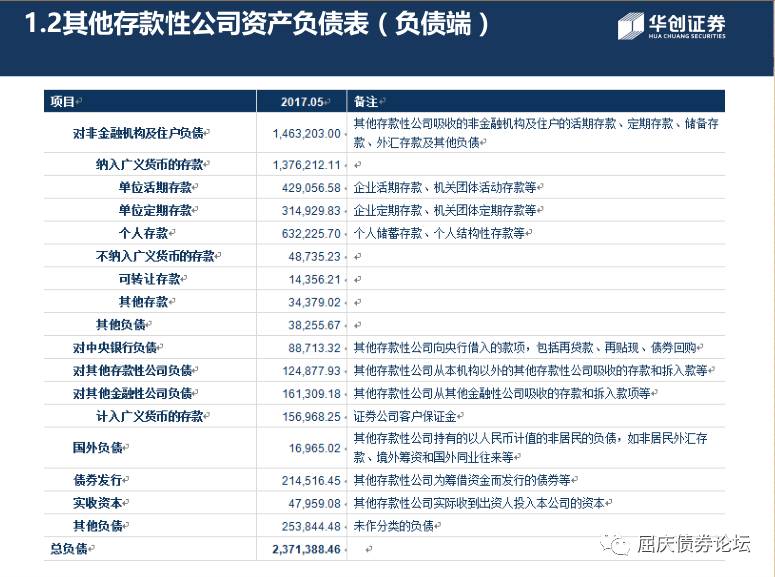 1.2其他存款性公司资产负债表（负债端）
华创证券
HUA CHUANG SECURITIES
项目 2017.05 备注
对非金融机构及住户负债 1,463,203.00 其他存款性公司吸收的非金融机构及住户的活期存款、定期存款、储备存
款、外汇存款及其他负债
纳入广义货币的存款 1,376,212.11
单位活期存款 429,056.58 企业活期存款、机关团体活动存款等
单位定期存款 314,929.83 企业定期存款、机关团体定期存款等
个人存款 632,225.70 个人储蓄存款、个人结构性存款等
不纳入广义货币的存款 48,735.23
可转让存款 14,356.21
其他存款 34,379.02
其他负债 38,255.67
对中央银行负债 88,713.32 其他存款性公司向央行借入的款项，包括再贷款、再贴现、债券回购
对其他存款性公司负债 124,877.93 其他存款性公司从本机构以外的其他存款性公司吸收的存款和拆入款等
对其他金融性公司负债 161,309.18 其他存款性公司从其他金融性公司吸收的存款和拆入款项等
计入广义货币的存款 156,968.25 证券公司客户保证金
国外负债 16,965.02 其他存款性公司持有的以人民币计值的非居民的负债，如非居民外汇存
款、境外筹资和国外同业往来等
债券发行 214,516.45 其他存款性公司为筹借资金而发行的债券等
实收资本 47,959.08 其他存款性公司实际收到出资人投入本公司的资本
其他负债 253,844.48 未作分类的负债
总负债 2,371,388.46
屈庆债券论坛